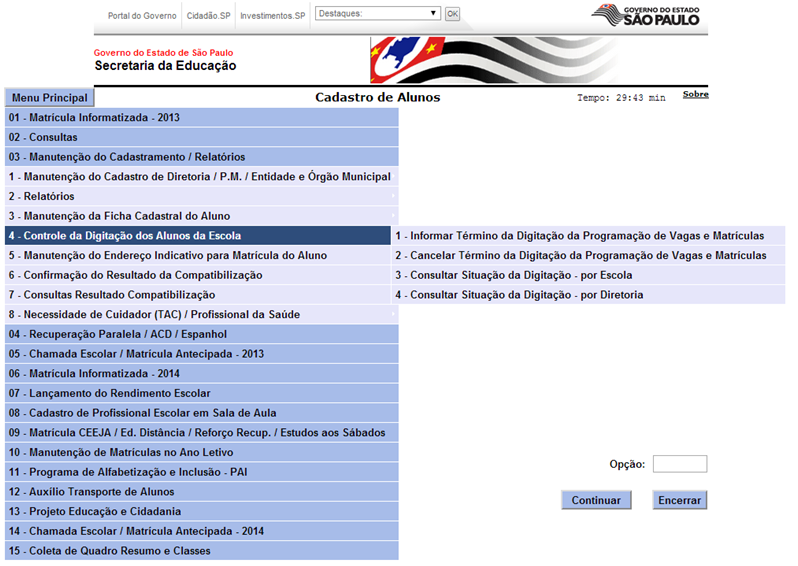 Portal do Governo
Cidadão.SP
Investimentos.SP
Destaques:
OK
GOVERNO DO ESTADO
SÃO PAULO
Governo do Estado de São Paulo
Secretaria da Educação
Menu Principal
Cadastro de Alunos
Tempo: 29:43 min
Sobre
01 - Matrícula Informatizada - 2013
02 - Consultas
03 - Manutenção do Cadastramento / Relatórios
1 - Manutenção do Cadastro de Diretoria / P.M. / Entidade e Órgão Municipal
2 - Relatórios
3 - Manutenção da Ficha Cadastral do Aluno
4 - Controle da Digitação dos Alunos da Escola
1 - Informar Término da Digitação da Programação de Vagas e Matrículas
5 - Manutenção do Endereço Indicativo para Matrícula do Aluno
2 - Cancelar Término da Digitação da Programação de Vagas e Matrículas
6 - Confirmação do Resultado da Compatibilização
3 - Consultar Situação da Digitação - por Escola
7 - Consultas Resultado Compatibilização
4 - Consultar Situação da Digitação - por Diretoria
8 - Necessidade de Cuidador (TAC) / Profissional da Saúde
04 - Recuperação Paralela / ACD / Espanhol
05 - Chamada Escolar / Matrícula Antecipada - 2013
06 - Matrícula Informatizada - 2014
07 - Lançamento do Rendimento Escolar
08 - Cadastro de Profissional Escolar em Sala de Aula
09 - Matrícula CEEJA / Ed. Distância / Reforço Recup. / Estudos aos Sábados
10 - Manutenção de Matrículas no Ano Letivo
11 - Programa de Alfabetização e Inclusão - PAI
12 - Auxílio Transporte de Alunos
13 - Projeto Educação e Cidadania
14 - Chamada Escolar / Matrícula Antecipada - 2014
15 - Coleta de Quadro Resumo e Classes
Opção:
Continuar
Encerrar